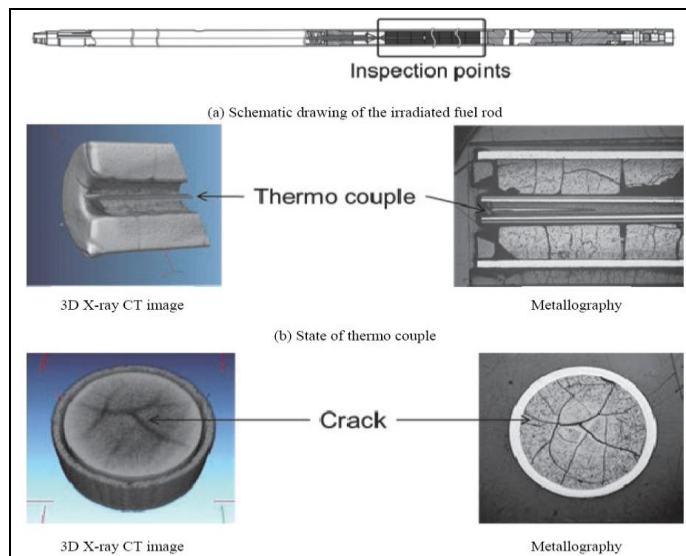 Inspection points
(a) Schematic drawing of the irradiated fuel rod
Thermo couple
3D X-ray CT image
Metallography
(b) State of thermo couple
Crack
3D X-ray CT image
Metallography